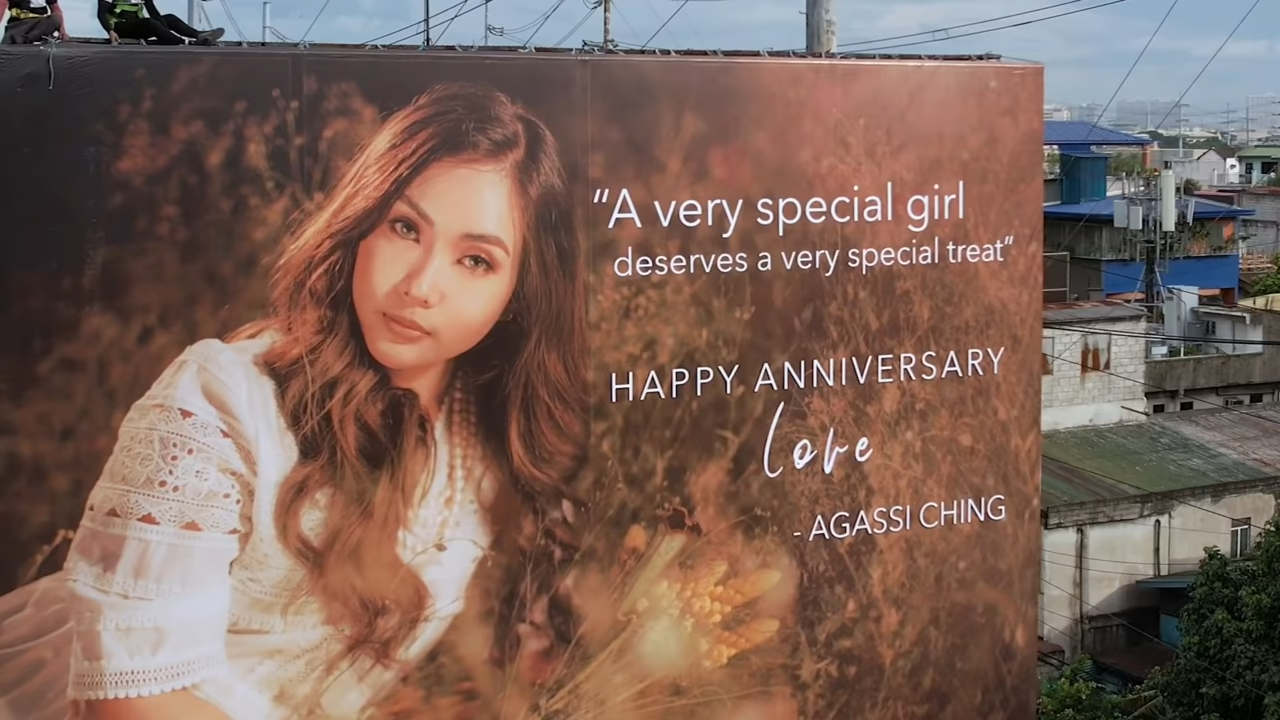 “A very special girl
deserves a very special treat”
HAPPY ANNIVERSARY
Love
- AGASSI CHING